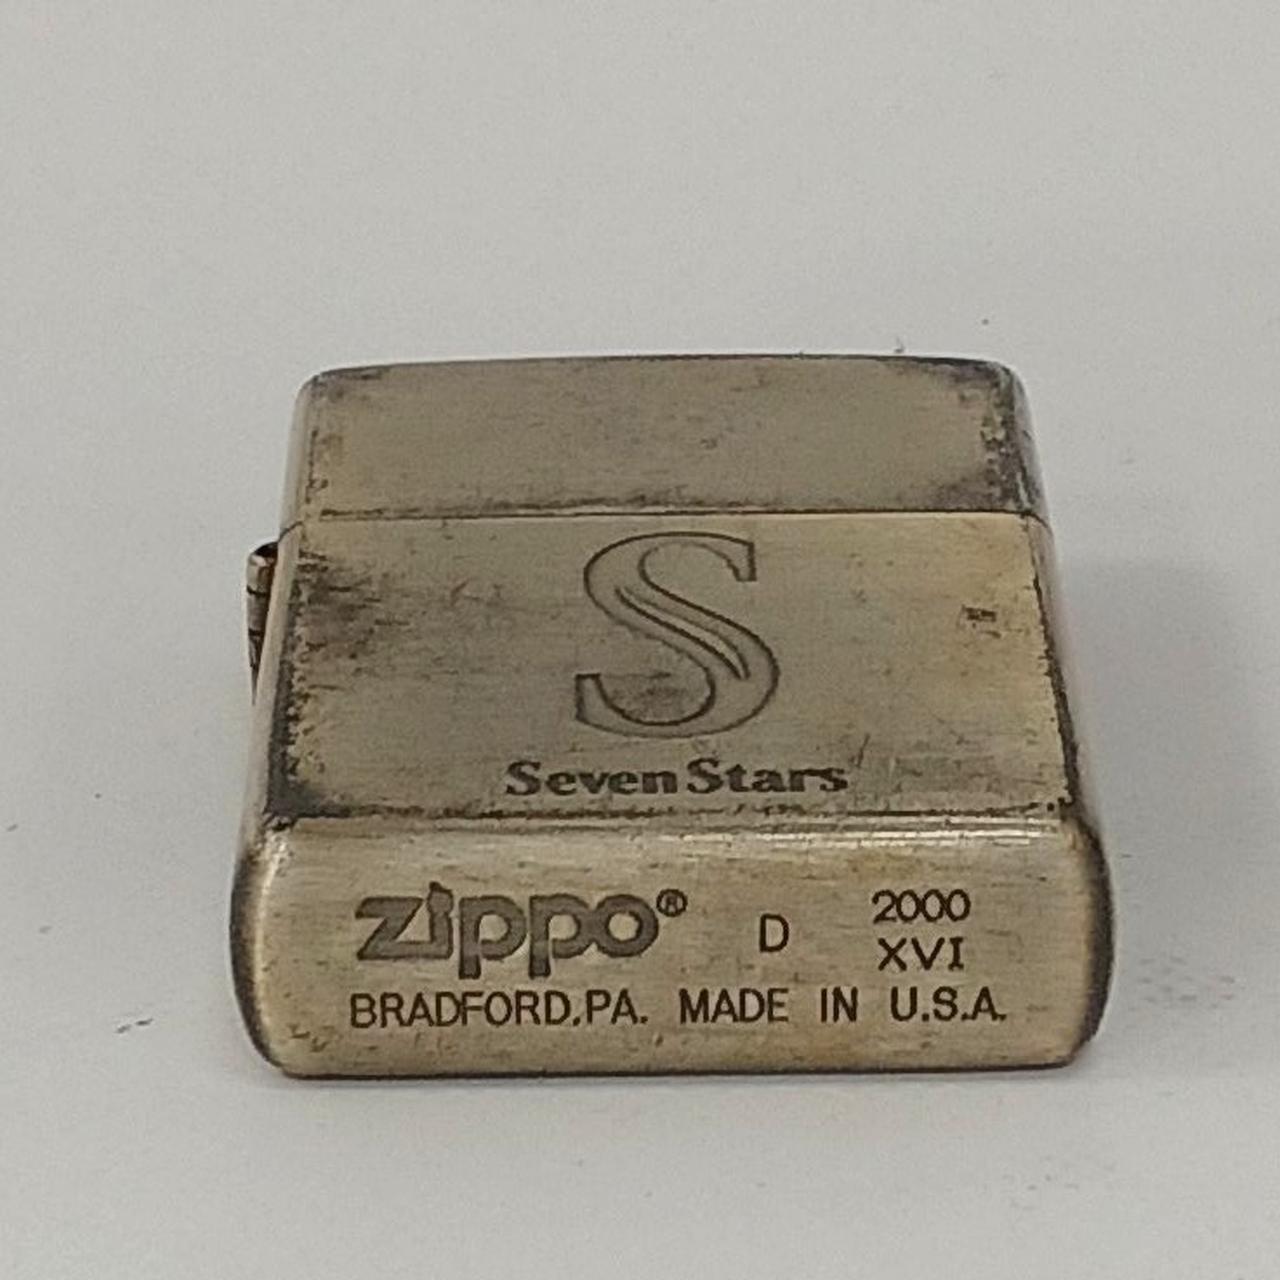 S
Seven Stars
zippo® D 2000
XVI
BRADFORD,PA. MADE IN U.S.A.